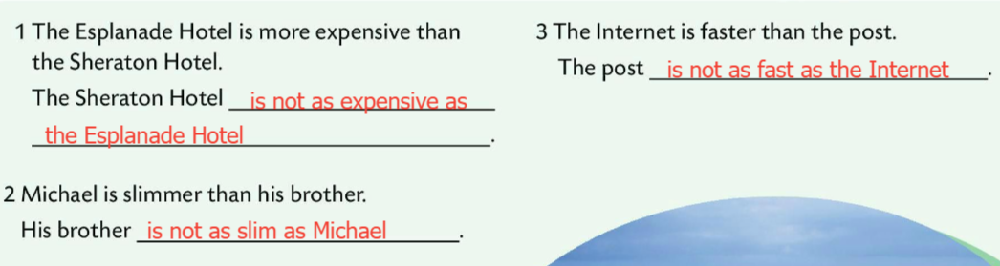 1 The Esplanade Hotel is more expensive than
the Sheraton Hotel.
The Sheraton Hotel is not as expensive as
the Esplanade Hotel.
2 Michael is slimmer than his brother.
His brother is not as slim as Michael.
3 The Internet is faster than the post.
The post is not as fast as the Internet.